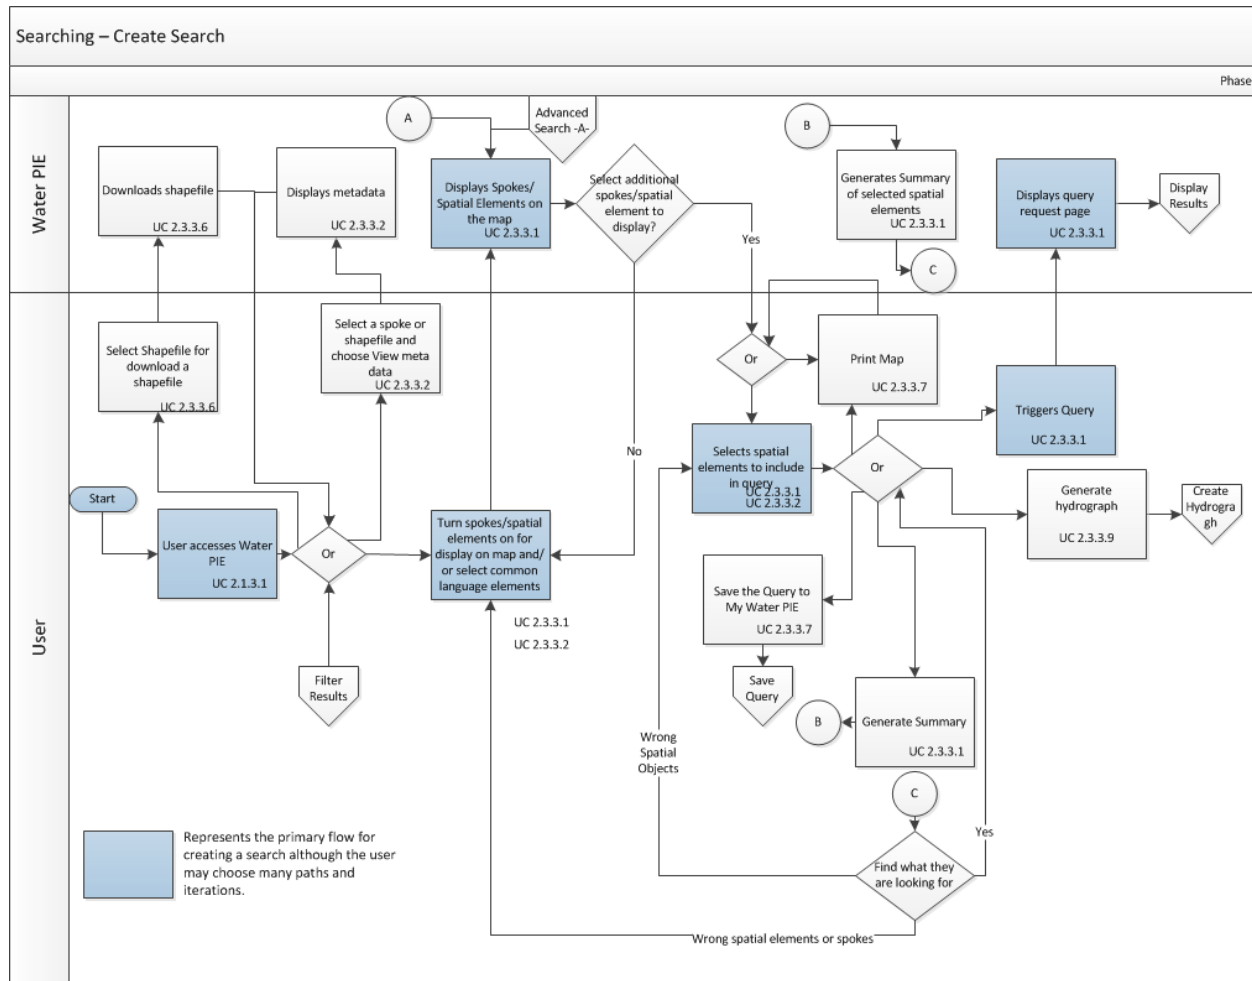 Searching – Create Search
Phase
Water PIE
A
Advanced
Search -A-
B
Downloads shapefile
UC 2.3.3.6
Displays metadata
UC 2.3.3.2
Displays Spokes/
Spatial Elements on
the map
UC 2.3.3.1
Select additional
spokes/spatial
element to
display?
Generates Summary
of selected spatial
elements
UC 2.3.3.1
Displays query
request page
UC 2.3.3.1
Display
Results
Yes
C
User
Select Shapefile for
download a
shapefile
UC 2.3.3.6
Select a spoke or
shapefile and
choose View meta
data
UC 2.3.3.2
Or
Print Map
UC 2.3.3.7
Triggers Query
UC 2.3.3.1
No
Selects spatial
elements to include
in query
UC 2.3.3.1
UC 2.3.3.2
Or
Generate
hydrograph
UC 2.3.3.9
Create
Hydrogra
gh
Start
User accesses Water
PIE
UC 2.1.3.1
Or
Turn spokes/spatial
elements on for
display on map and/
or select common
language elements
UC 2.3.3.1
UC 2.3.3.2
Save the Query to
My Water PIE
UC 2.3.3.7
Filter
Results
Save
Query
B
Generate Summary
UC 2.3.3.1
Wrong
Spatial
Objects
C
Yes
Find what they
are looking for
Represents the primary flow for
creating a search although the user
may choose many paths and
iterations.
Wrong spatial elements or spokes